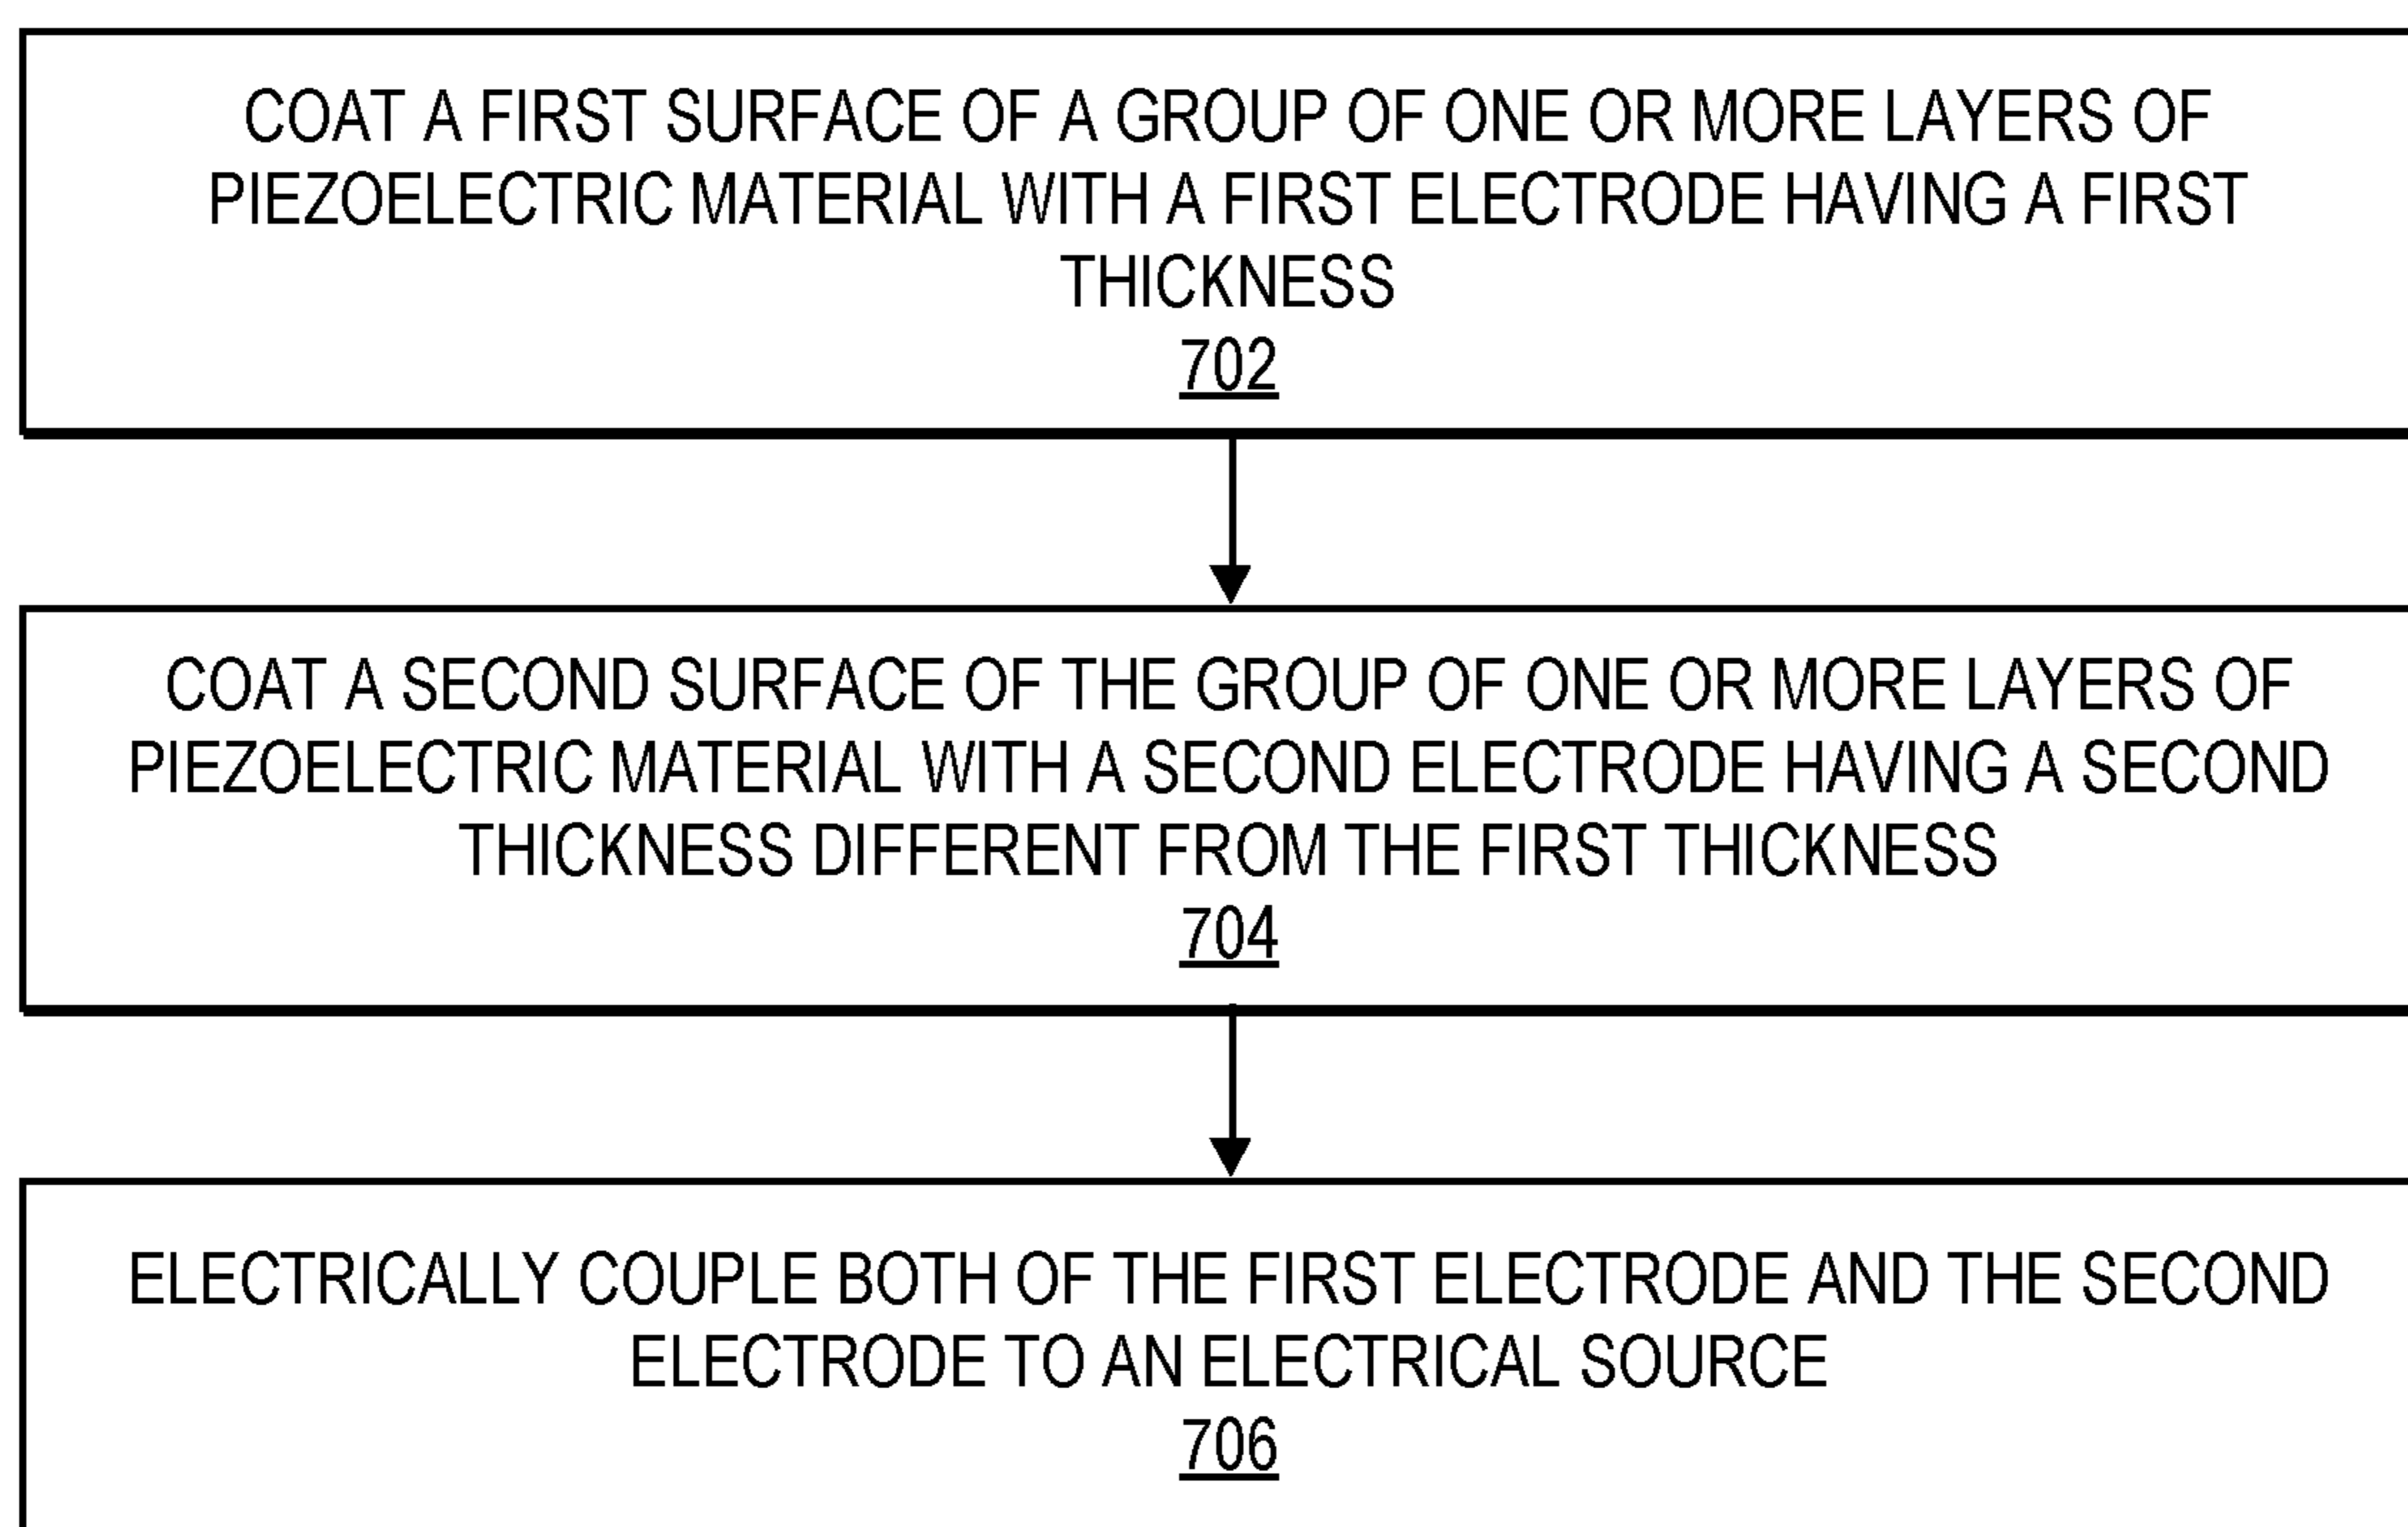 COAT A FIRST SURFACE OF A GROUP OF ONE OR MORE LAYERS OF
PIEZOELECTRIC MATERIAL WITH A FIRST ELECTRODE HAVING A FIRST
THICKNESS
702
COAT A SECOND SURFACE OF THE GROUP OF ONE OR MORE LAYERS OF
PIEZOELECTRIC MATERIAL WITH A SECOND ELECTRODE HAVING A SECOND
THICKNESS DIFFERENT FROM THE FIRST THICKNESS
704
ELECTRICALLY COUPLE BOTH OF THE FIRST ELECTRODE AND THE SECOND
ELECTRODE TO AN ELECTRICAL SOURCE
706